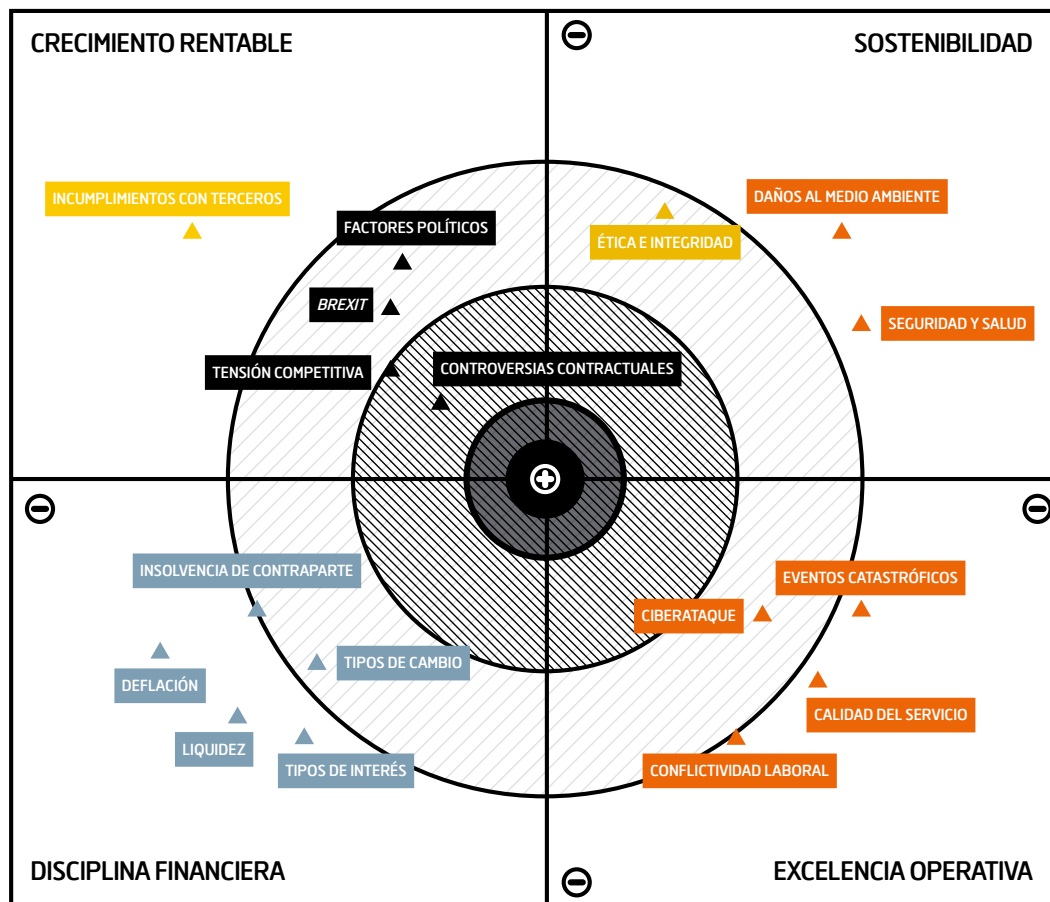 CRECIMIENTO RENTABLE
SOSTENIBILIDAD
INCUMPLIMIENTOS CON TERCEROS
FACTORES POLÍTICOS
BREXIT
TENSIÓN COMPETITIVA
CONTROVERSIAS CONTRACTUALES
ÉTICA E INTEGRIDAD
DAÑOS AL MEDIO AMBIENTE
SEGURIDAD Y SALUD
INSOLVENCIA DE CONTRAPARTE
TIPOS DE CAMBIO
DEFLACIÓN
LIQUIDEZ
TIPOS DE INTERÉS
EVENTOS CATASTRÓFICOS
CIBERATAQUE
CALIDAD DEL SERVICIO
CONFLICTIVIDAD LABORAL
DISCIPLINA FINANCIERA
EXCELENCIA OPERATIVA